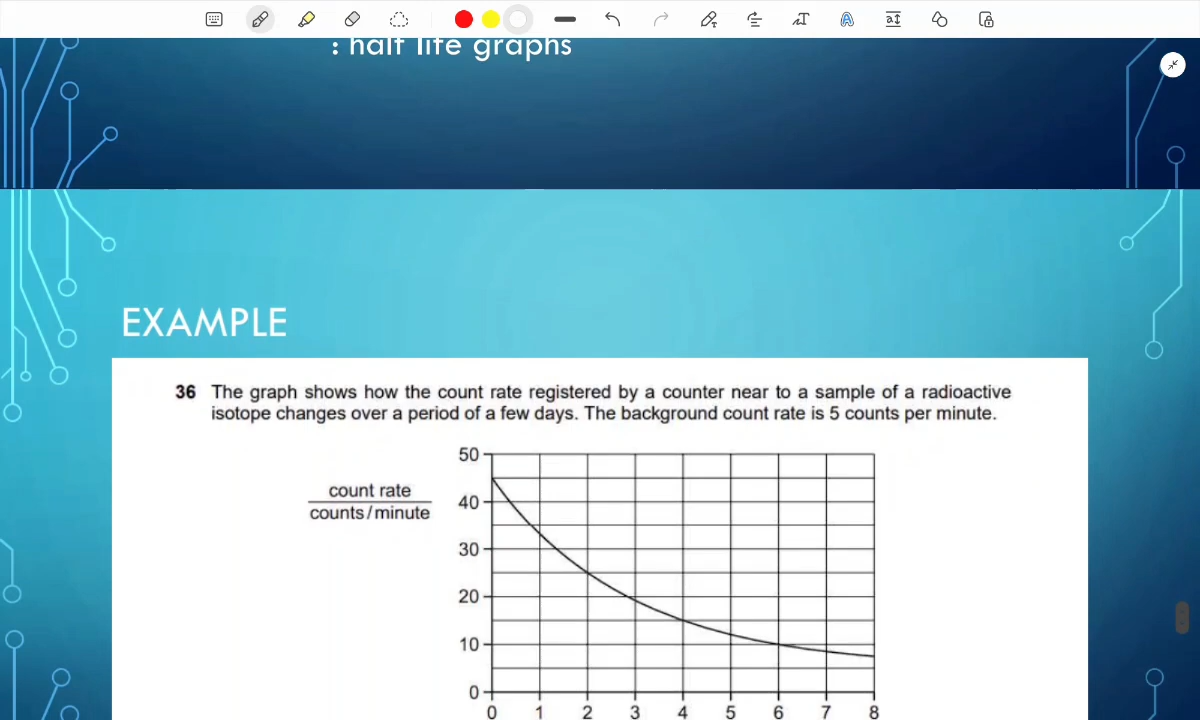 : half life graphs
EXAMPLE
36 The graph shows how the count rate registered by a counter near to a sample of a radioactive
isotope changes over a period of a few days. The background count rate is 5 counts per minute.
count rate
counts/minute
50
40
30
20
10
0
0 1 2 3 4 5 6 7 8